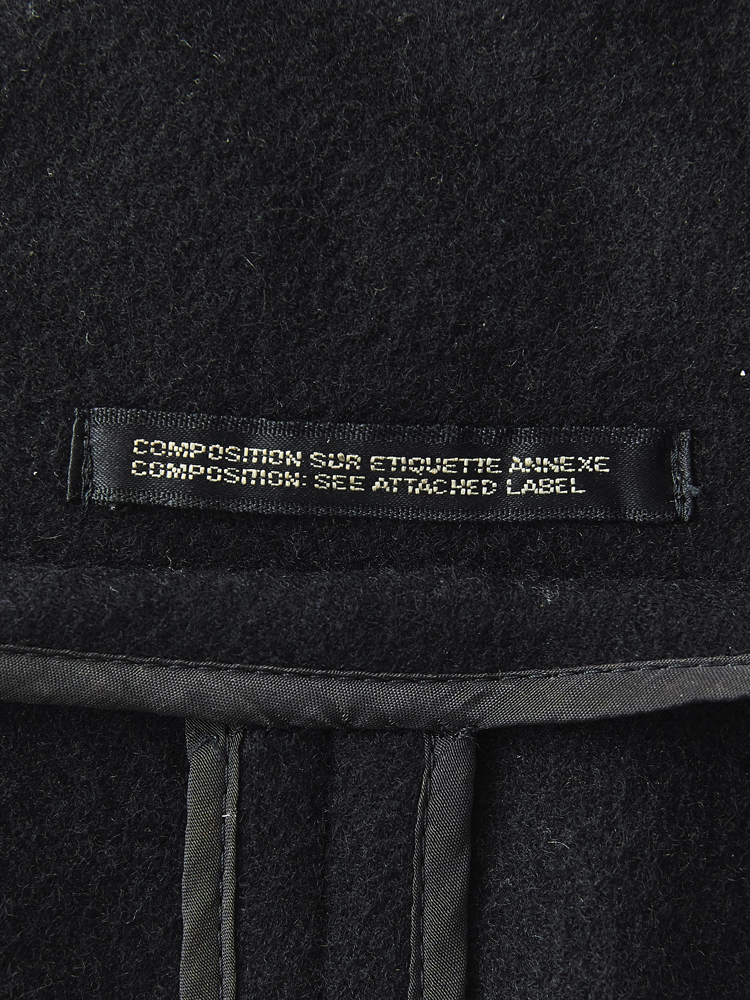 COMPOSITION SUR ETIQUETTE ANNEXE
COMPOSITION: SEE ATTACHED LABEL